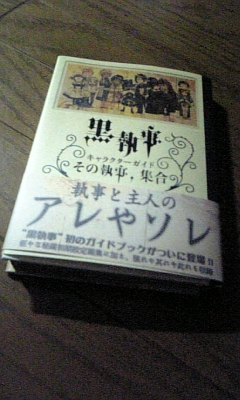 黒執事
キャラクターガイド
その執事，集合
執事と主人の
アレやソレ
"黒執事"初のガイドブックがついに登場!!